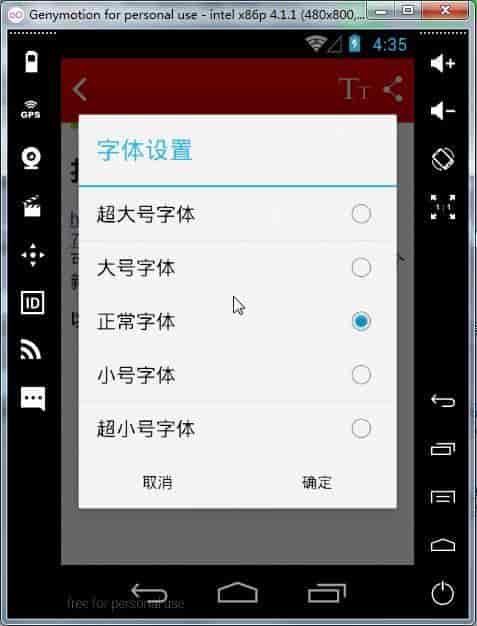 Genymotion for personal use - intel x86p 4.1.1 (480x800,
4:35
GPS
TT
字体设置
超大号字体
1:1
大号字体
正常字体
ID
小号字体
超小号字体
取消 确定
free for personal use